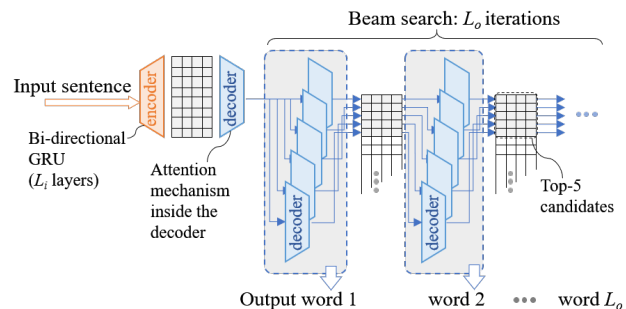 Beam search: Lₒ iterations
Input sentence
encoder
decoder
Bi-directional
GRU
(Lᵢ layers)
Attention
mechanism
inside the
decoder
decoder
decoder
Top-5
candidates
Output word 1
word 2
word Lₒ